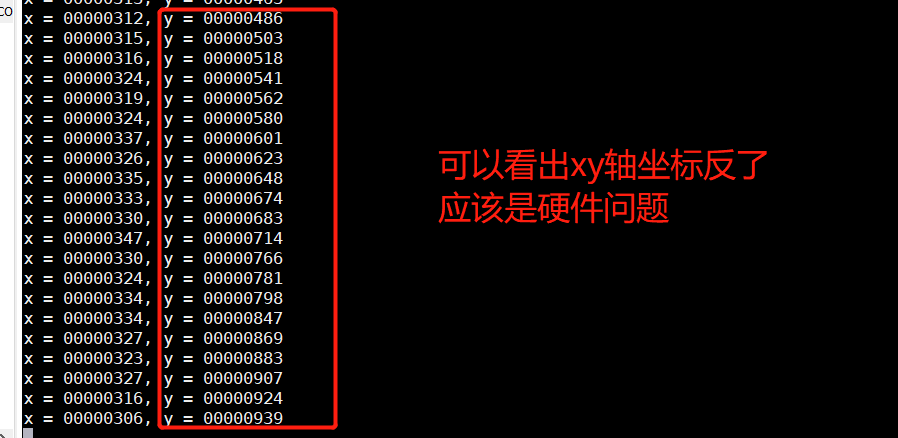 CO
x = 00000312, y = 00000486
x = 00000315, y = 00000503
x = 00000316, y = 00000518
x = 00000324, y = 00000541
x = 00000319, y = 00000562
x = 00000324, y = 00000580
x = 00000337, y = 00000601
x = 00000326, y = 00000623
x = 00000335, y = 00000648
x = 00000333, y = 00000674
x = 00000330, y = 00000683
x = 00000347, y = 00000714
x = 00000330, y = 00000766
x = 00000324, y = 00000781
x = 00000334, y = 00000798
x = 00000334, y = 00000847
x = 00000327, y = 00000869
x = 00000323, y = 00000883
x = 00000327, y = 00000907
x = 00000316, y = 00000924
x = 00000306, y = 00000939
可以看出xy轴坐标反了
应该是硬件问题